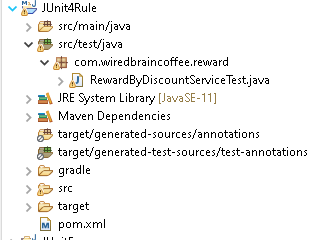 JUnit4Rule
src/main/java
src/test/java
com.wiredbraincoffee.reward
RewardByDiscountServiceTest.java
JRE System Library [JavaSE-11]
Maven Dependencies
target/generated-sources/annotations
target/generated-test-sources/test-annotations
gradle
src
target
pom.xml